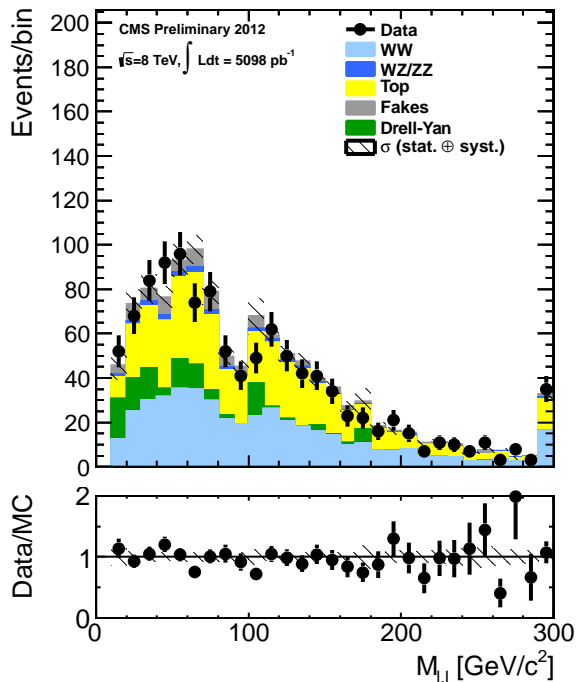 CMS Preliminary 2012
√s=8 TeV, ∫ Ldt = 5098 pb⁻¹
Data
WW
WZ/ZZ
Top
Fakes
Drell-Yan
σ (stat. ⊕ syst.)
Events/bin
200
180
160
140
120
100
80
60
40
20
0
Data/MC
2
1
0
0
100
200
300
M_{l,l} [GeV/c²]